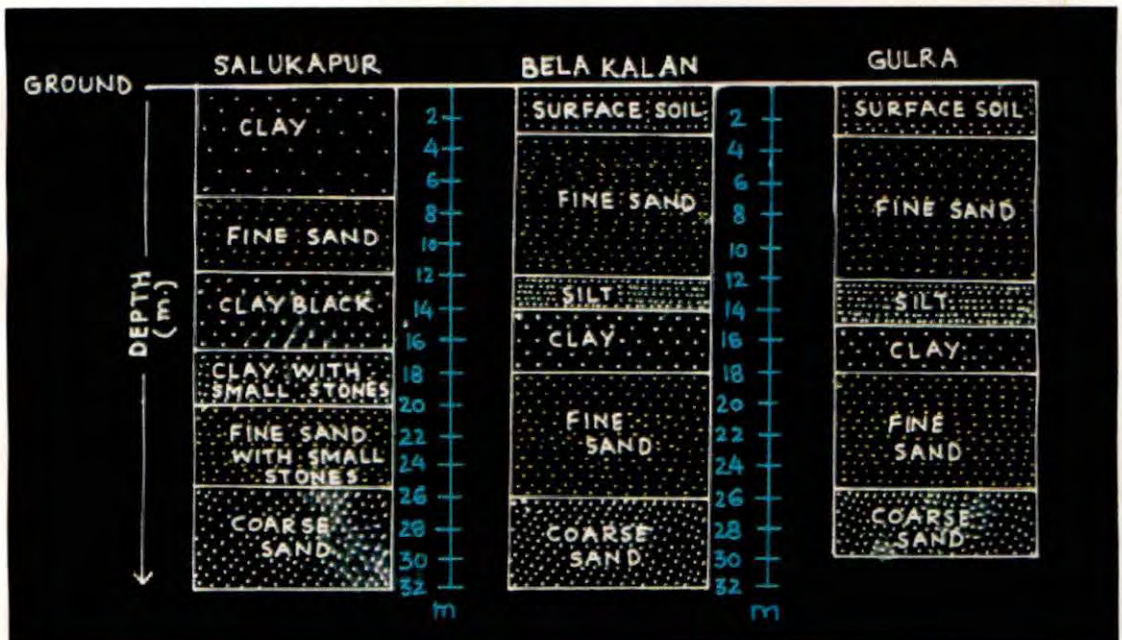 SALUKAPUR
BELA KALAN
GULRA
GROUND
DEPTH
(m)
CLAY
FINE SAND
CLAY BLACK
CLAY WITH
SMALL STONES
FINE SAND
WITH SMALL
STONES
COARSE
SAND
2
4
6
8
10
12
14
16
18
20
22
24
26
28
30
32
m
SURFACE SOIL
FINE SAND
SILT
CLAY
FINE
SAND
COARSE
SAND
2
4
6
8
10
12
14
16
18
20
22
24
26
28
30
32
m
SURFACE SOIL
FINE SAND
SILT
CLAY
FINE
SAND
COARSE
SAND